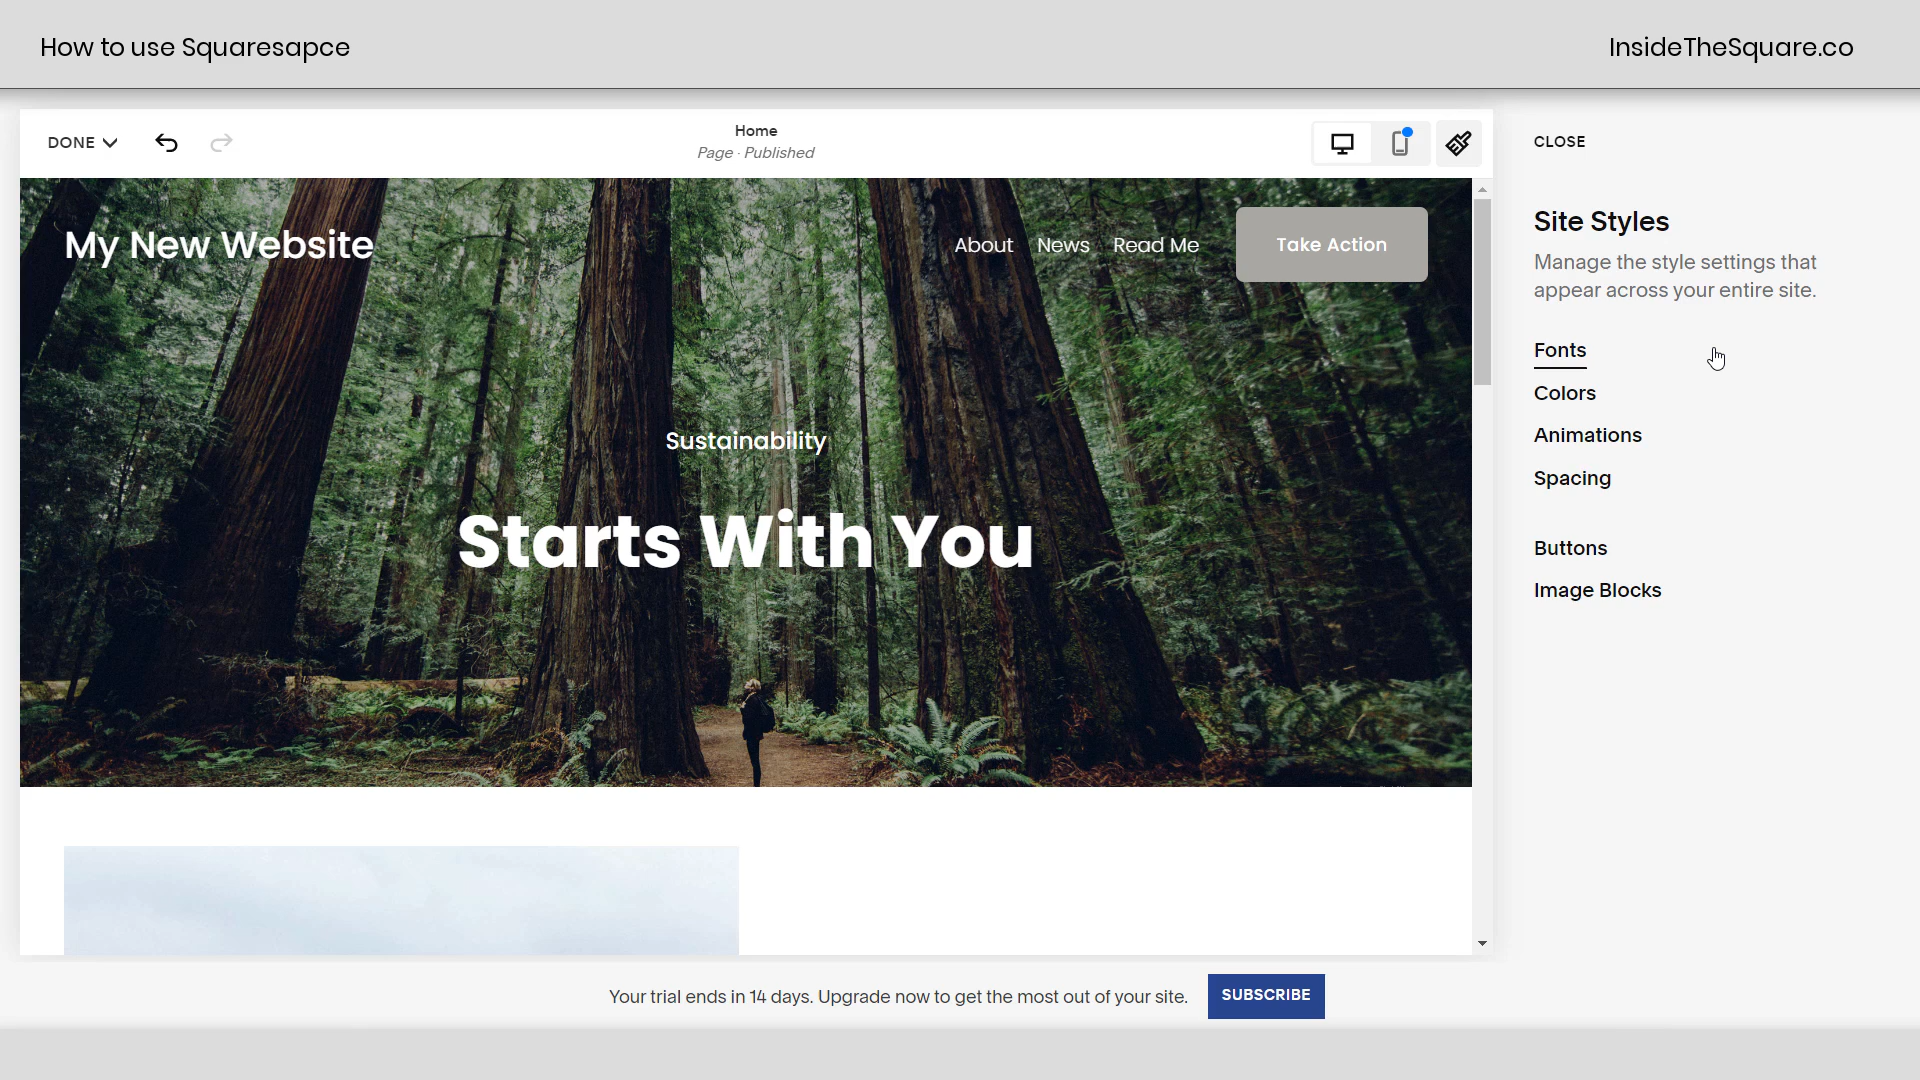 How to use Squaresapce
InsideTheSquare.co
DONE
Home
Page · Published
CLOSE
My New Website
About
News
Read Me
Take Action
Site Styles
Manage the style settings that
appear across your entire site.
Fonts
Colors
Animations
Spacing
Buttons
Image Blocks
Sustainability
Starts With You
Your trial ends in 14 days. Upgrade now to get the most out of your site.
SUBSCRIBE